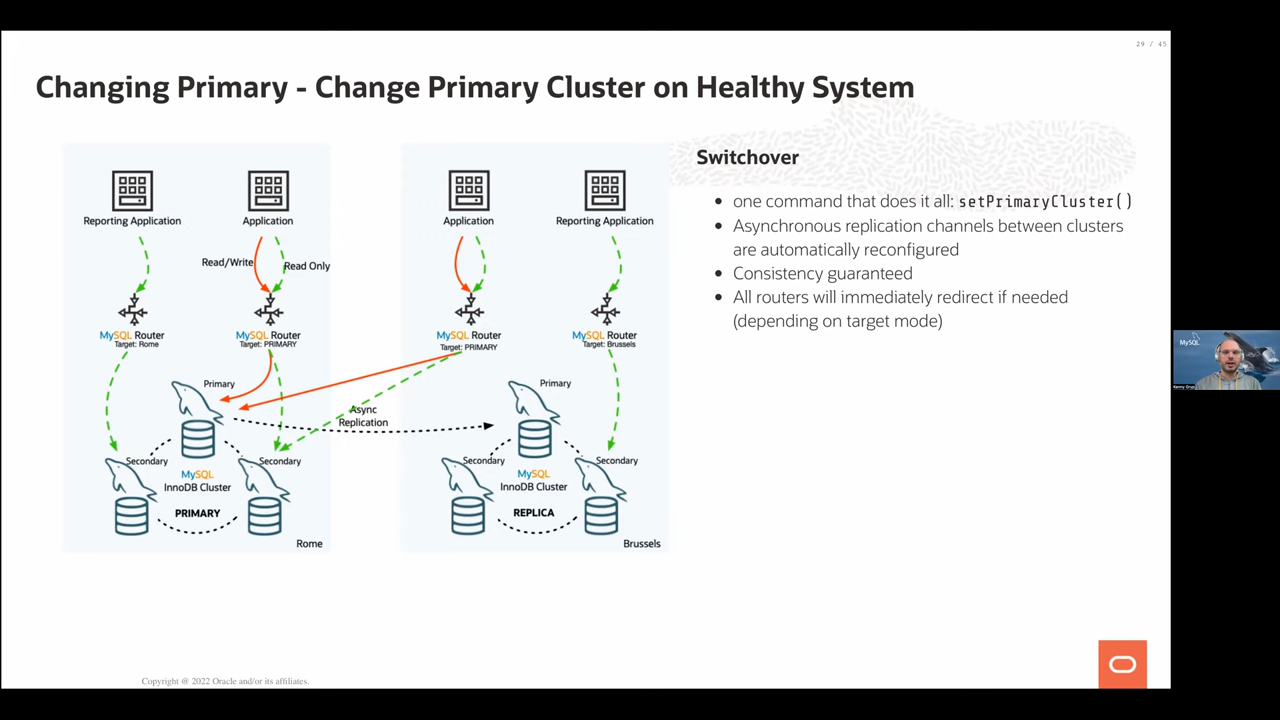 29 / 45
Changing Primary - Change Primary Cluster on Healthy System
Reporting Application
Application
Application
Reporting Application
Read/Write
Read Only
MySQL Router
Target: Rome
MySQL Router
Target: PRIMARY
MySQL Router
Target: PRIMARY
MySQL Router
Target: Brussels
Primary
Async
Replication
Primary
Secondary
Secondary
MySQL
InnoDB Cluster
PRIMARY
Rome
Secondary
Secondary
MySQL
InnoDB Cluster
REPLICA
Brussels
Switchover
one command that does it all: setPrimaryCluster()
Asynchronous replication channels between clusters
are automatically reconfigured
Consistency guaranteed
All routers will immediately redirect if needed
(depending on target mode)
MySQL
Copyright @ 2022 Oracle and/or its affiliates.